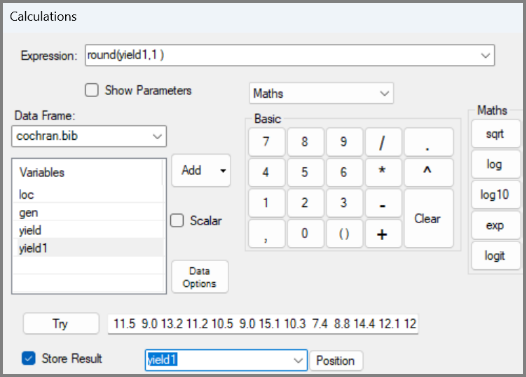 Calculations
Expression: round(yield1,1 )
Show Parameters Maths
Data Frame:
cochran.bib
Basic
Maths
7 8 9 / .
4 5 6 * ^
1 2 3 - Clear
, 0 ( ) +
sqrt
log
log10
exp
logit
Variables
loc
gen
yield
yield1
Add
Scalar
Data
Options
Try 11.5 9.0 13.2 11.2 10.5 9.0 15.1 10.3 7.4 8.8 14.4 12.1 12
Store Result yield1 Position